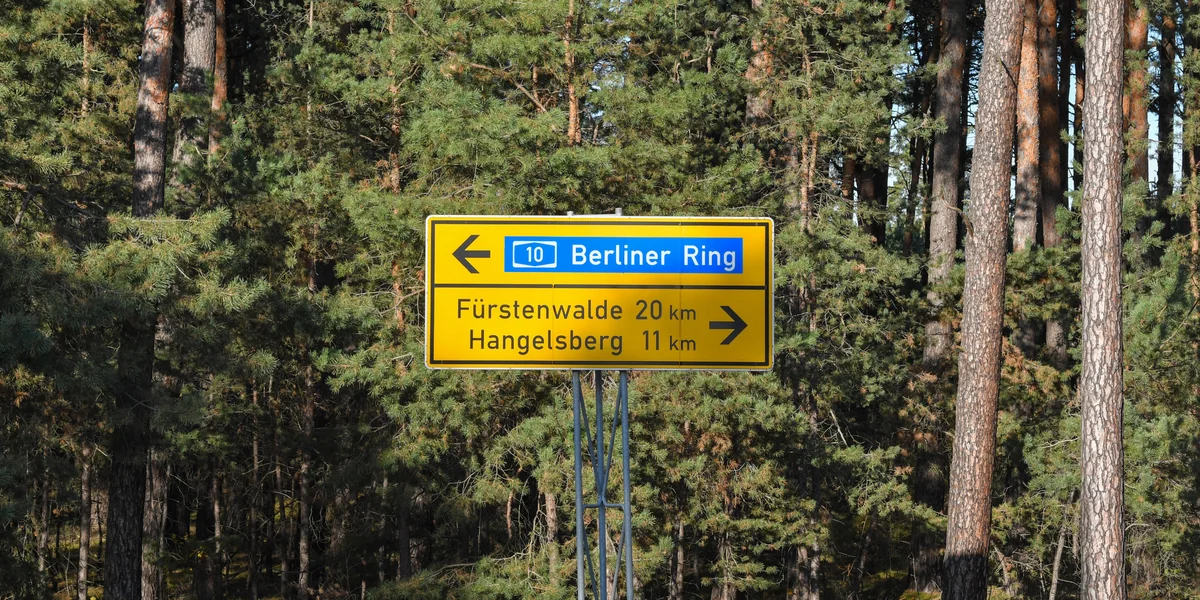 10 Berliner Ring
Fürstenwalde 20 km
Hangelsberg 11 km